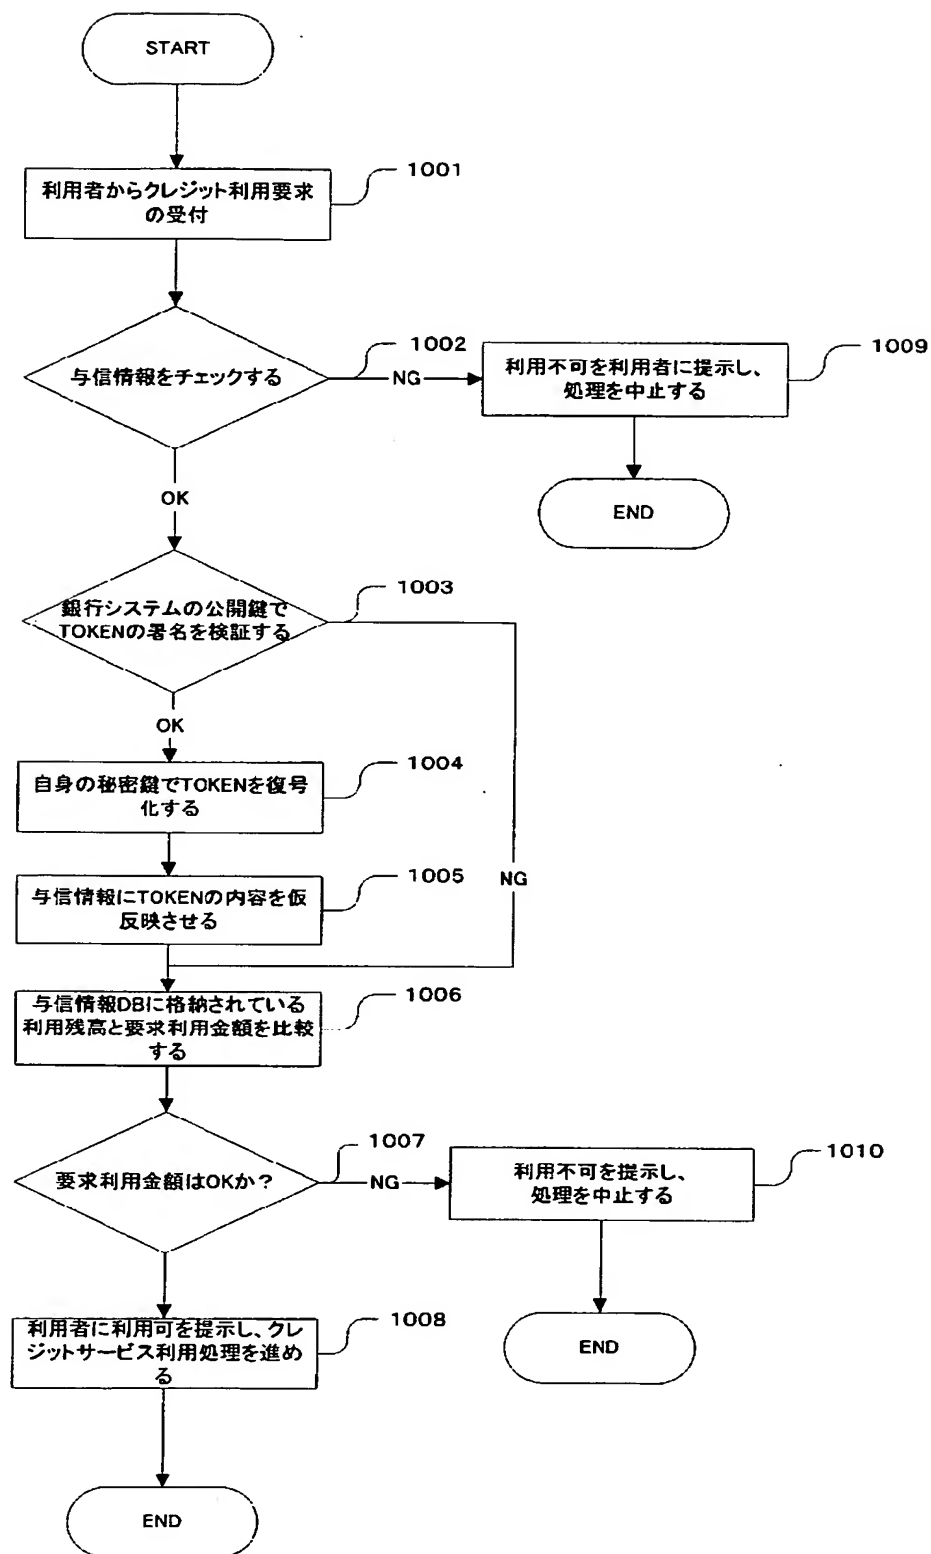 START
1001
利用者からクレジット利用要求
の受付
1002
与信情報をチェックする
NG
1009
利用不可を利用者に提示し、
処理を中止する
END
OK
1003
銀行システムの公開鍵で
TOKENの署名を検証する
OK
NG
1004
自身の秘密鍵でTOKENを復号
化する
1005
与信情報にTOKENの内容を仮
反映させる
1006
与信情報DBに格納されている
利用残高と要求利用金額を比較
する
1007
要求利用金額はOKか？
NG
1010
利用不可を提示し、
処理を中止する
END
1008
利用者に利用可を提示し、クレ
ジットサービス利用処理を進め
る
END